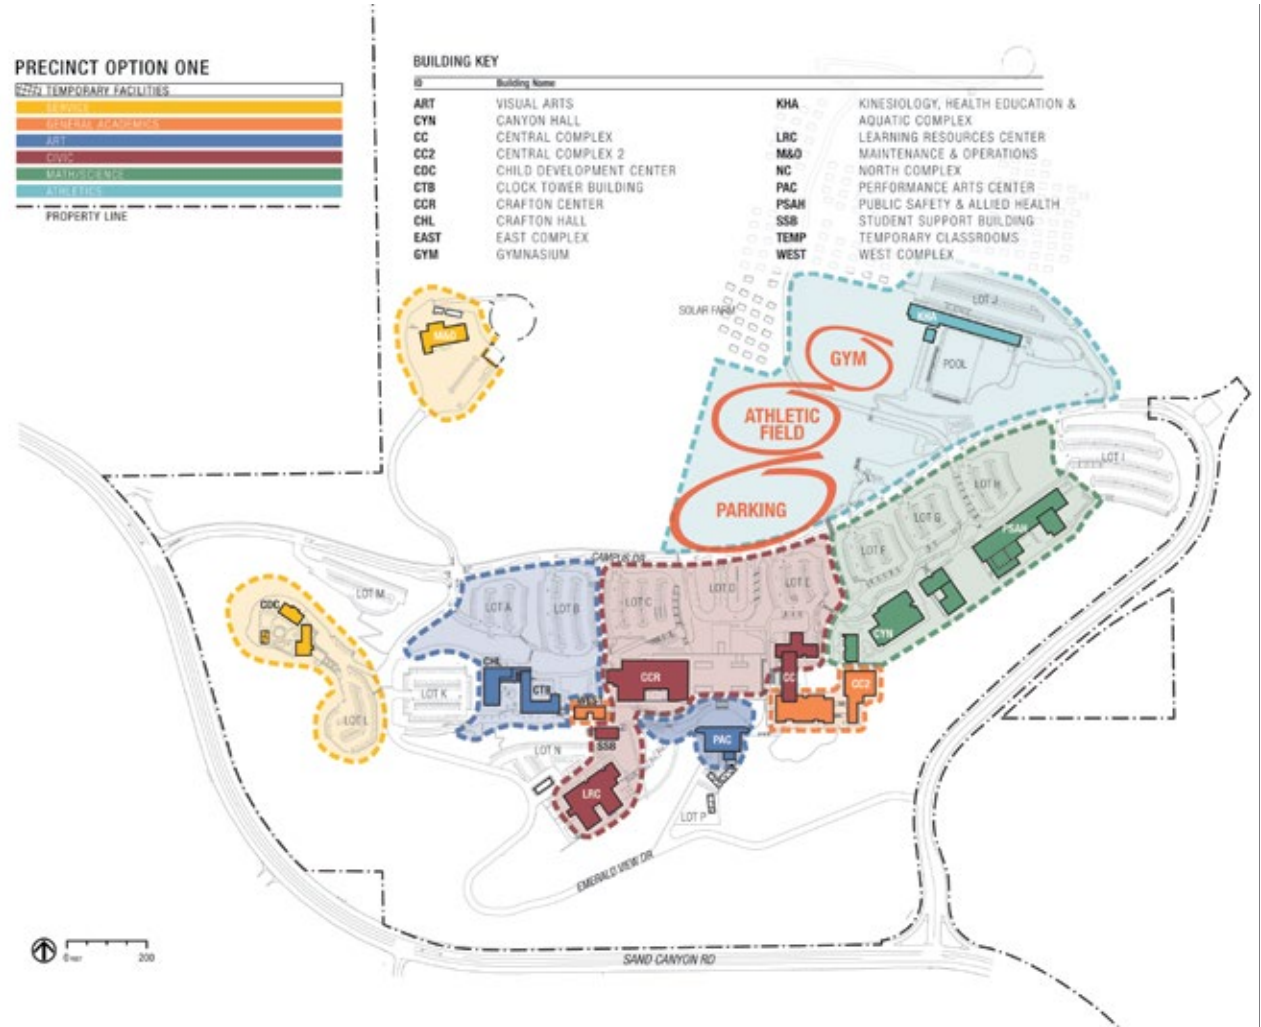 PRECINCT OPTION ONE
TEMPORARY FACILITIES
SERVICE
GENERAL ACADEMICS
ART
CIVIC
MATH/SCIENCE
ATHLETICS
PROPERTY LINE
BUILDING KEY
ID Building Name
ART VISUAL ARTS
CYN CANYON HALL
CC CENTRAL COMPLEX
CC2 CENTRAL COMPLEX 2
CDC CHILD DEVELOPMENT CENTER
CTB CLOCK TOWER BUILDING
CCR CRAFTON CENTER
CHL CRAFTON HALL
EAST EAST COMPLEX
GYM GYMNASIUM
KHA KINESIOLOGY, HEALTH EDUCATION &
AQUATIC COMPLEX
LRC LEARNING RESOURCES CENTER
M&O MAINTENANCE & OPERATIONS
NC NORTH COMPLEX
PAC PERFORMANCE ARTS CENTER
PSAH PUBLIC SAFETY & ALLIED HEALTH
SSB STUDENT SUPPORT BUILDING
TEMP TEMPORARY CLASSROOMS
WEST WEST COMPLEX
SOLAR FARM
LOT J
KHA
M&O
GYM
POOL
ATHLETIC
FIELD
LOT I
LOT H
PARKING
LOT G
PSAH
LOT F
CAMPUS DR
LOT M
LOT A
LOT B
LOT C
LOT D
LOT E
CDC
CYN
CHL
CCR
CC
CC2
LOT K
CTB
LOT L
SSB
PAC
LOT N
LRC
LOT P
EMERALD VIEW DR
SAND CANYON RD
0 FEET 200